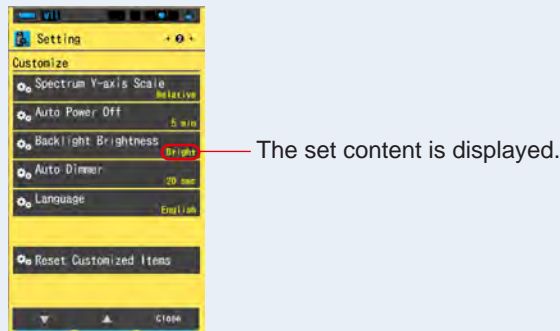 Setting
Customize
Spectrum Y-axis Scale
Relative
Auto Power Off
5 min
Backlight Brightness
Bright
The set content is displayed.
Auto Dimmer
20 sec
Language
English
Reset Customized Items
▼ ▲ Close